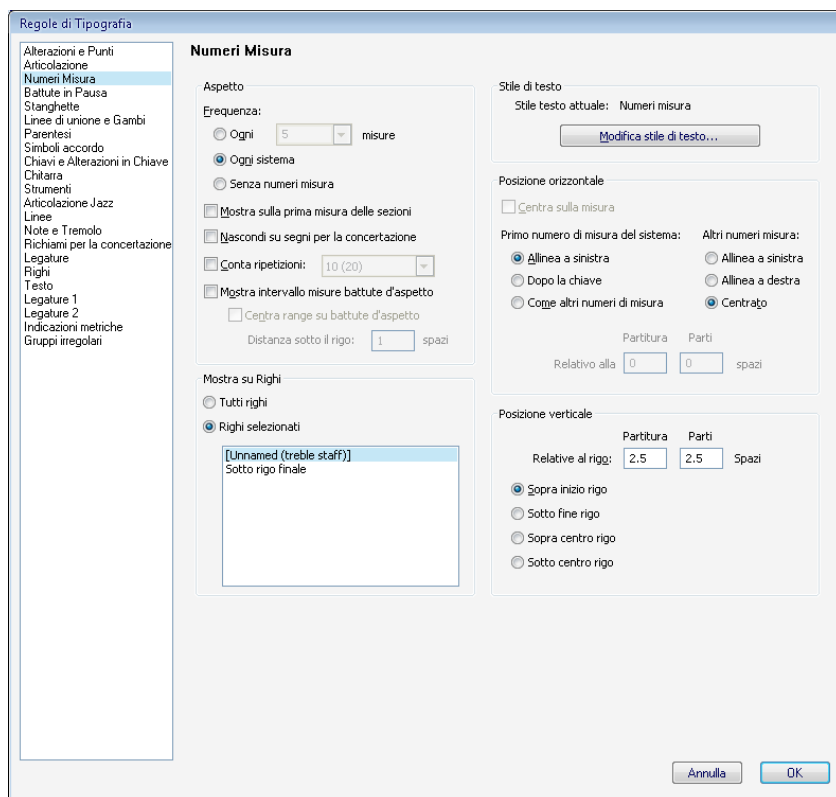 Regole di Tipografia
Alterazioni e Punti
Articolazione
Numeri Misura
Battute in Pausa
Stanghette
Linee di unione e Gambi
Parentesi
Simboli accordo
Chiavi e Alterazioni in Chiave
Chitarra
Strumenti
Articolazione Jazz
Linee
Note e Tremolo
Richiami per la concertazione
Legature
Righi
Testo
Legature 1
Legature 2
Indicazioni metriche
Gruppi irregolari
Numeri Misura
Aspetto
Frequenza:
Ogni 5 misure
Ogni sistema
Senza numeri misura
Mostra sulla prima misura delle sezioni
Nascondi su segni per la concertazione
Conta ripetizioni: 10 (20)
Mostra intervallo misure battute d'aspetto
Centra range su battute d'aspetto
Distanza sotto il rigo: 1 spazi
Mostra su Righi
Tutti righi
Righi selezionati
[Unnamed (treble staff)]
Sotto rigo finale
Stile di testo
Stile testo attuale: Numeri misura
Modifica stile di testo...
Posizione orizzontale
Centra sulla misura
Primo numero di misura del sistema:
Allinea a sinistra
Dopo la chiave
Come altri numeri di misura
Altri numeri misura:
Allinea a sinistra
Allinea a destra
Centrato
Partitura Parti
Relativo alla 0 0 spazi
Posizione verticale
Partitura Parti
Relative al rigo: 2.5 2.5 Spazi
Sopra inizio rigo
Sotto fine rigo
Sopra centro rigo
Sotto centro rigo
Annulla OK